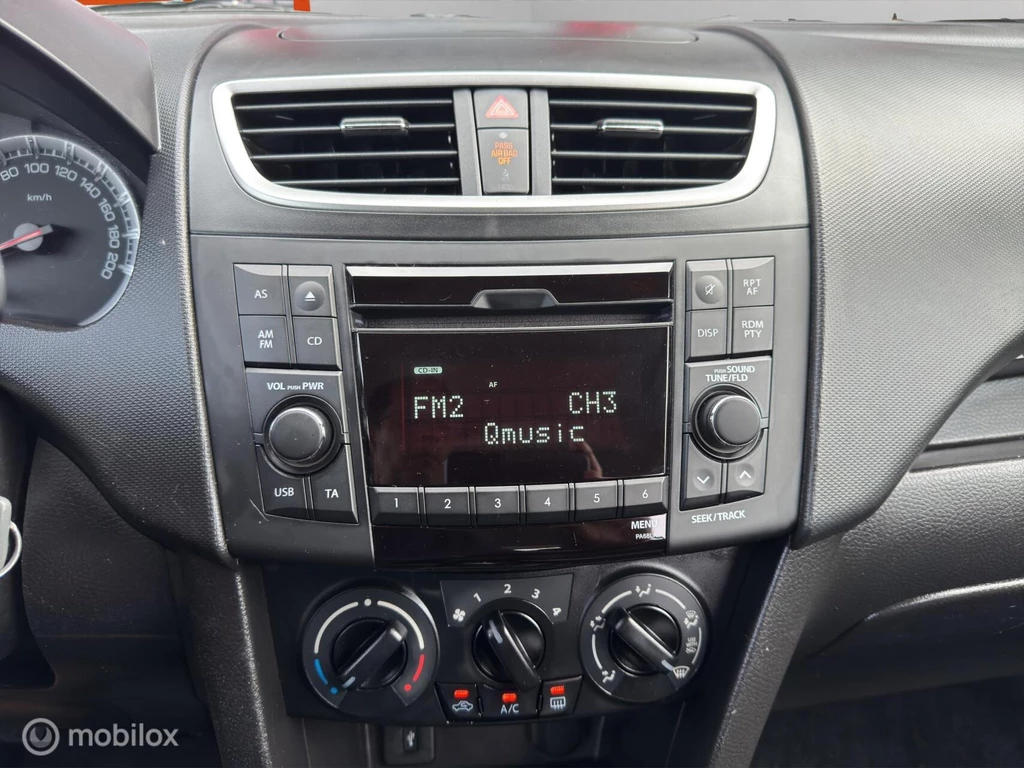 PASS
AIR BAG
OFF
80 100 120 140 160 180 200
km/h
AS
AM
FM
CD
VOL PUSH PWR
USB
TA
CD-IN
AF
FM2 CH3
Qmusic
1 2 3 4 5 6
MENU
RPT
AF
DISP
RDM
PTY
PUSH SOUND
TUNE/FLD
SEEK/TRACK
1 2 3 4
A/C
mobilox